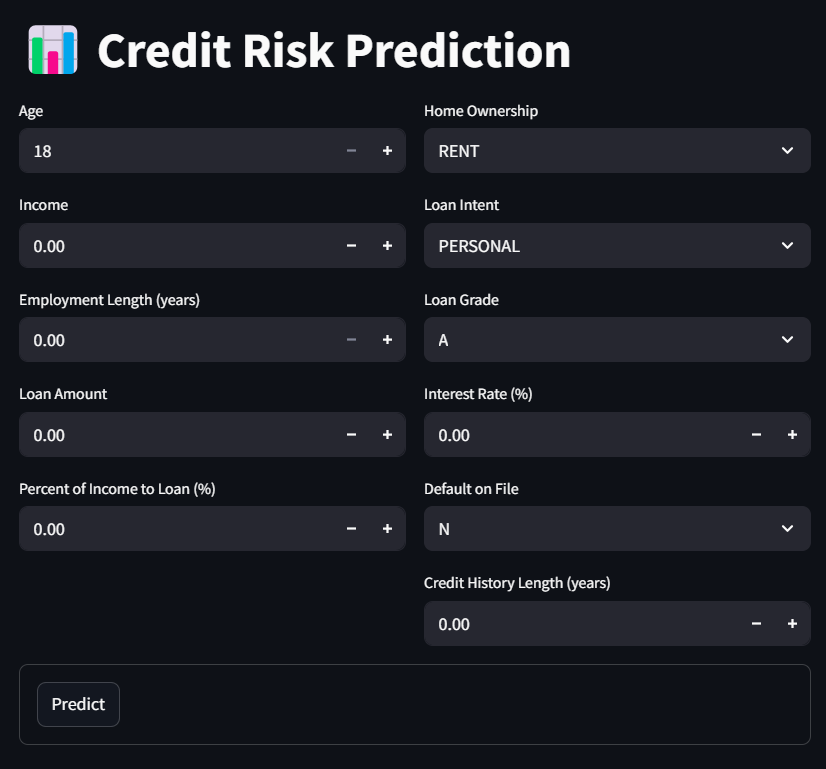 Credit Risk Prediction
Age
18
Home Ownership
RENT
Income
0.00
Loan Intent
PERSONAL
Employment Length (years)
0.00
Loan Grade
A
Loan Amount
0.00
Interest Rate (%)
0.00
Percent of Income to Loan (%)
0.00
Default on File
N
Credit History Length (years)
0.00
Predict